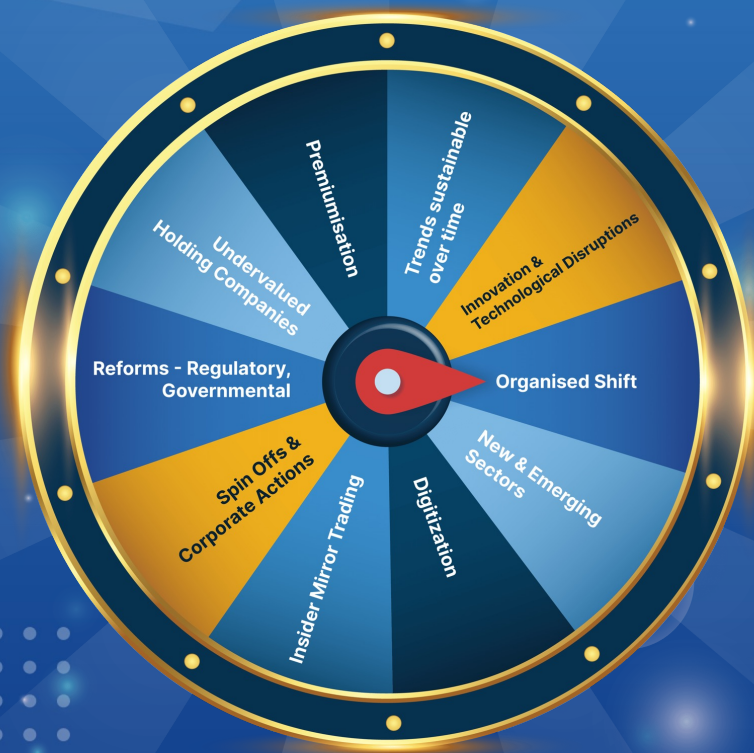 Trends sustainable
over time
Innovation &
Technological Disruptions
Organised Shift
New & Emerging
Sectors
Digitization
Insider Mirror Trading
Spin Offs &
Corporate Actions
Reforms - Regulatory,
Governmental
Undervalued
Holding Companies
Premiumisation